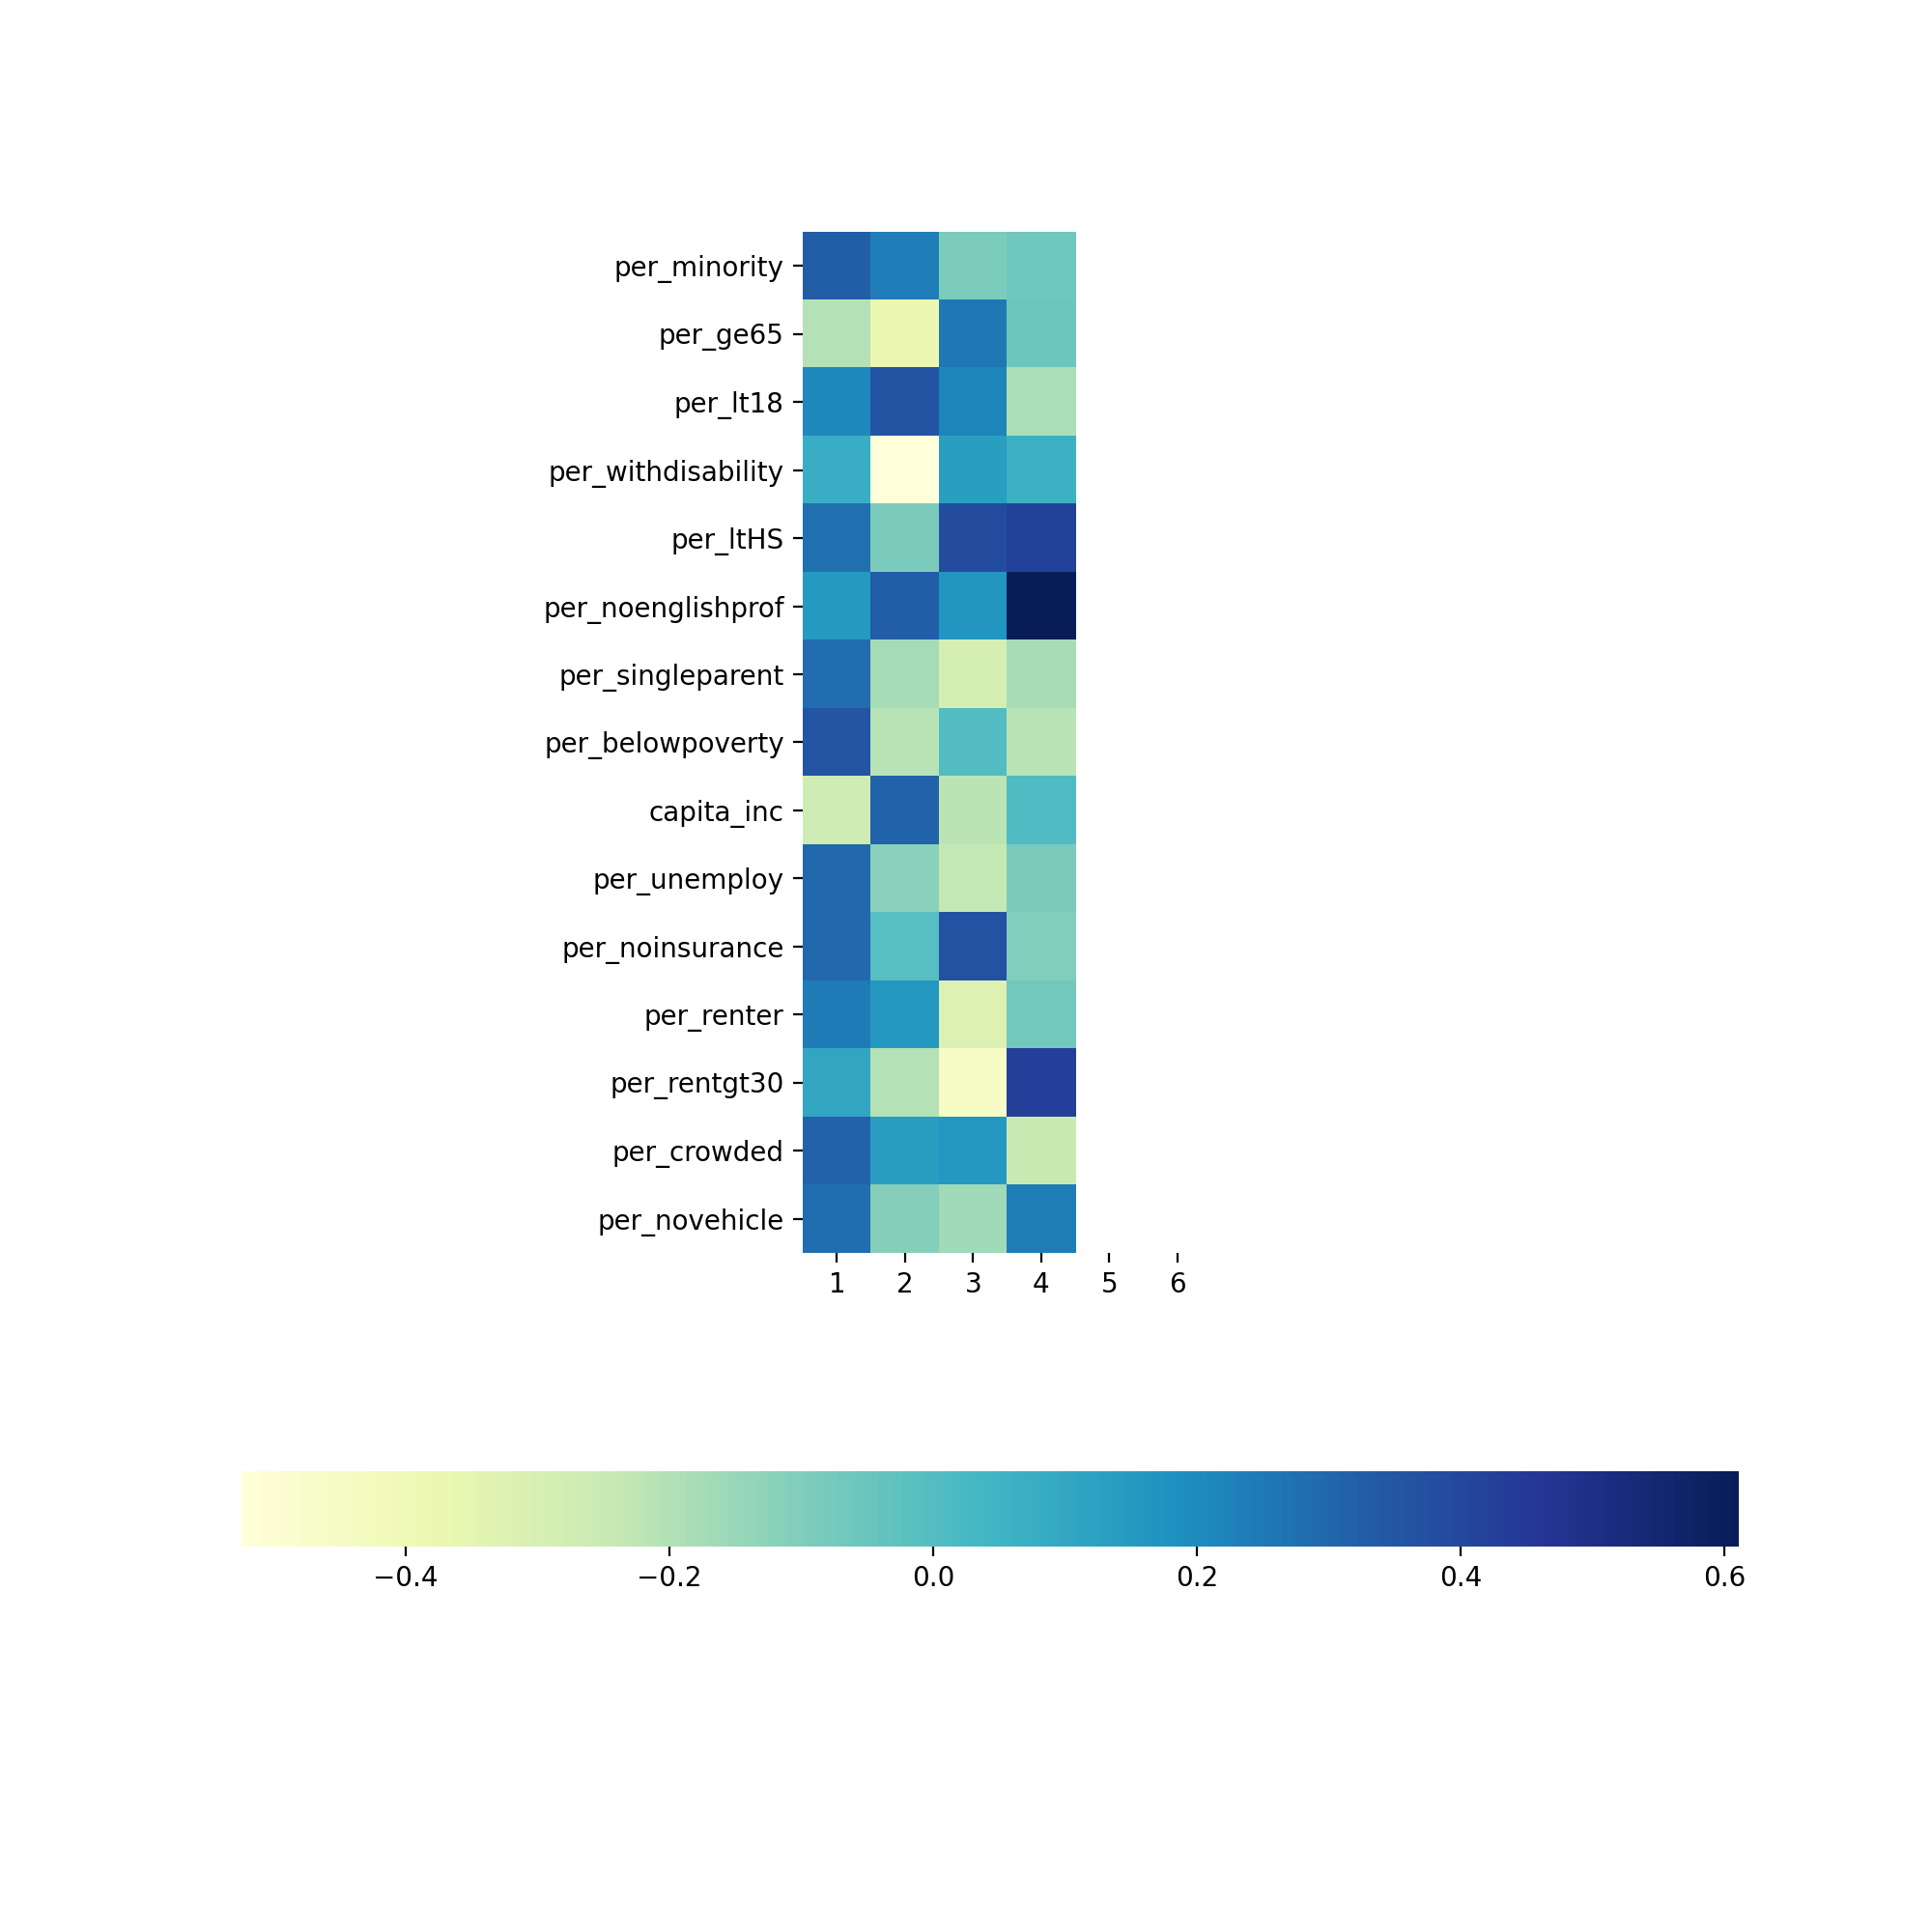 per_minority
per_ge65
per_lt18
per_withdisability
per_ltHS
per_noenglishprof
per_singleparent
per_belowpoverty
capita_inc
per_unemploy
per_noinsurance
per_renter
per_rentgt30
per_crowded
per_novehicle
1 2 3 4 5 6
−0.4 −0.2 0.0 0.2 0.4 0.6